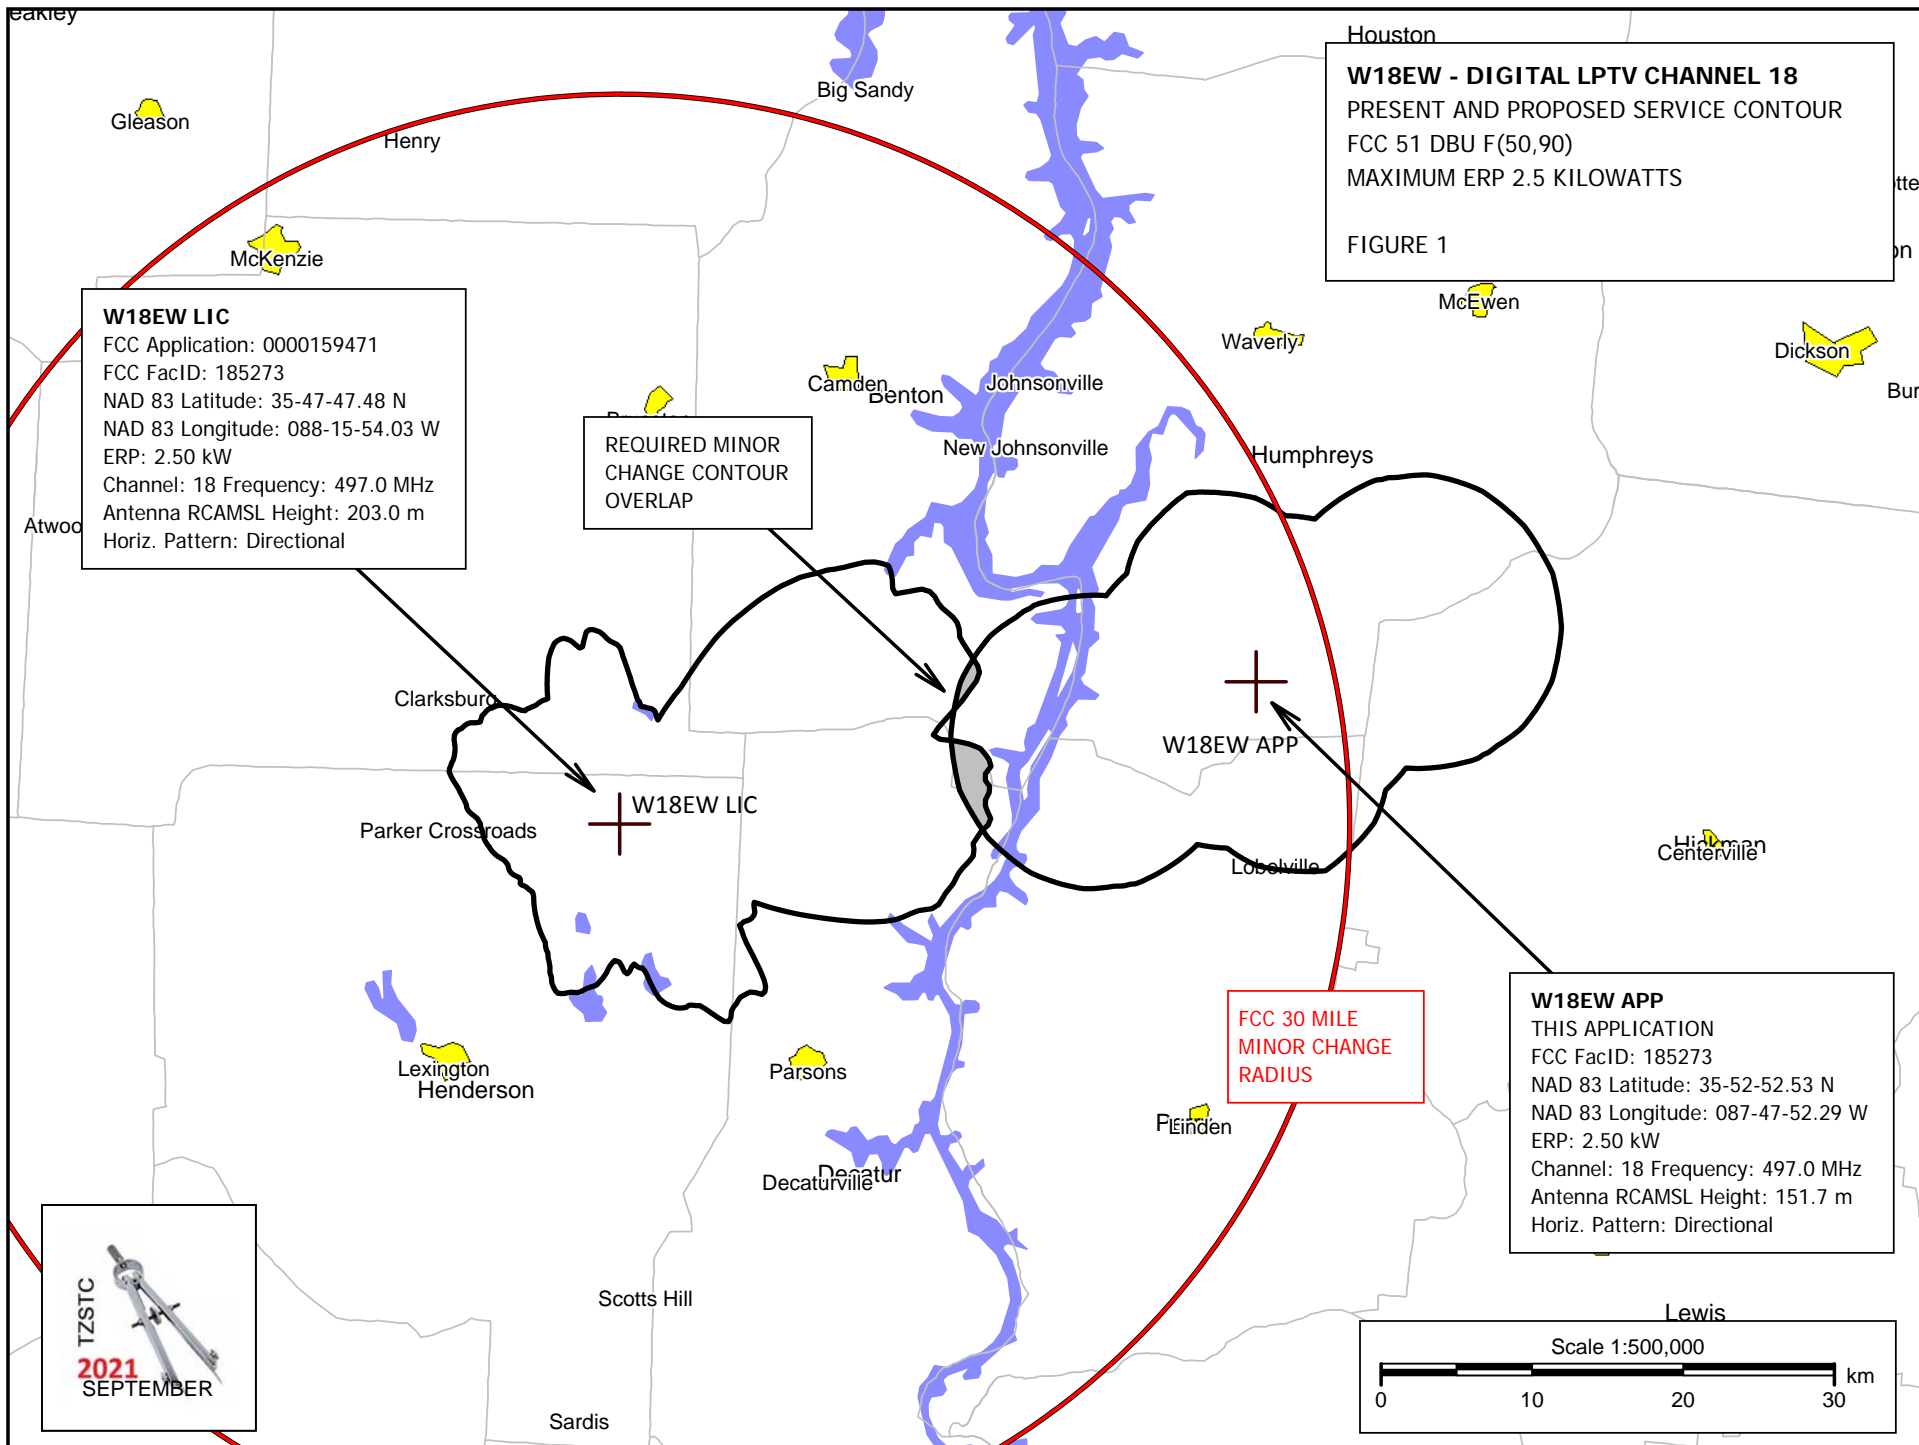 eakley
Houston
W18EW - DIGITAL LPTV CHANNEL 18
PRESENT AND PROPOSED SERVICE CONTOUR
FCC 51 DBU F(50,90)
MAXIMUM ERP 2.5 KILOWATTS
FIGURE 1
Big Sandy
Gleason
Henry
McKenzie
McEwen
Waverly
Dickson
Bur
W18EW LIC
FCC Application: 0000159471
FCC FacID: 185273
NAD 83 Latitude: 35-47-47.48 N
NAD 83 Longitude: 088-15-54.03 W
ERP: 2.50 kW
Channel: 18 Frequency: 497.0 MHz
Antenna RCAMSL Height: 203.0 m
Horiz. Pattern: Directional
Camden
Benton
Johnsonville
New Johnsonville
Humphreys
REQUIRED MINOR
CHANGE CONTOUR
OVERLAP
Atwoo
Clarksburg
W18EW APP
W18EW LIC
Parker Crossroads
Lobelville
Centerville
FCC 30 MILE
MINOR CHANGE
RADIUS
W18EW APP
THIS APPLICATION
FCC FacID: 185273
NAD 83 Latitude: 35-52-52.53 N
NAD 83 Longitude: 087-47-52.29 W
ERP: 2.50 kW
Channel: 18 Frequency: 497.0 MHz
Antenna RCAMSL Height: 151.7 m
Horiz. Pattern: Directional
Lexington
Henderson
Parsons
Linden
Decatur
Decaturville
TZSTC
2021
SEPTEMBER
Scotts Hill
Lewis
Scale 1:500,000
km
0 10 20 30
Sardis